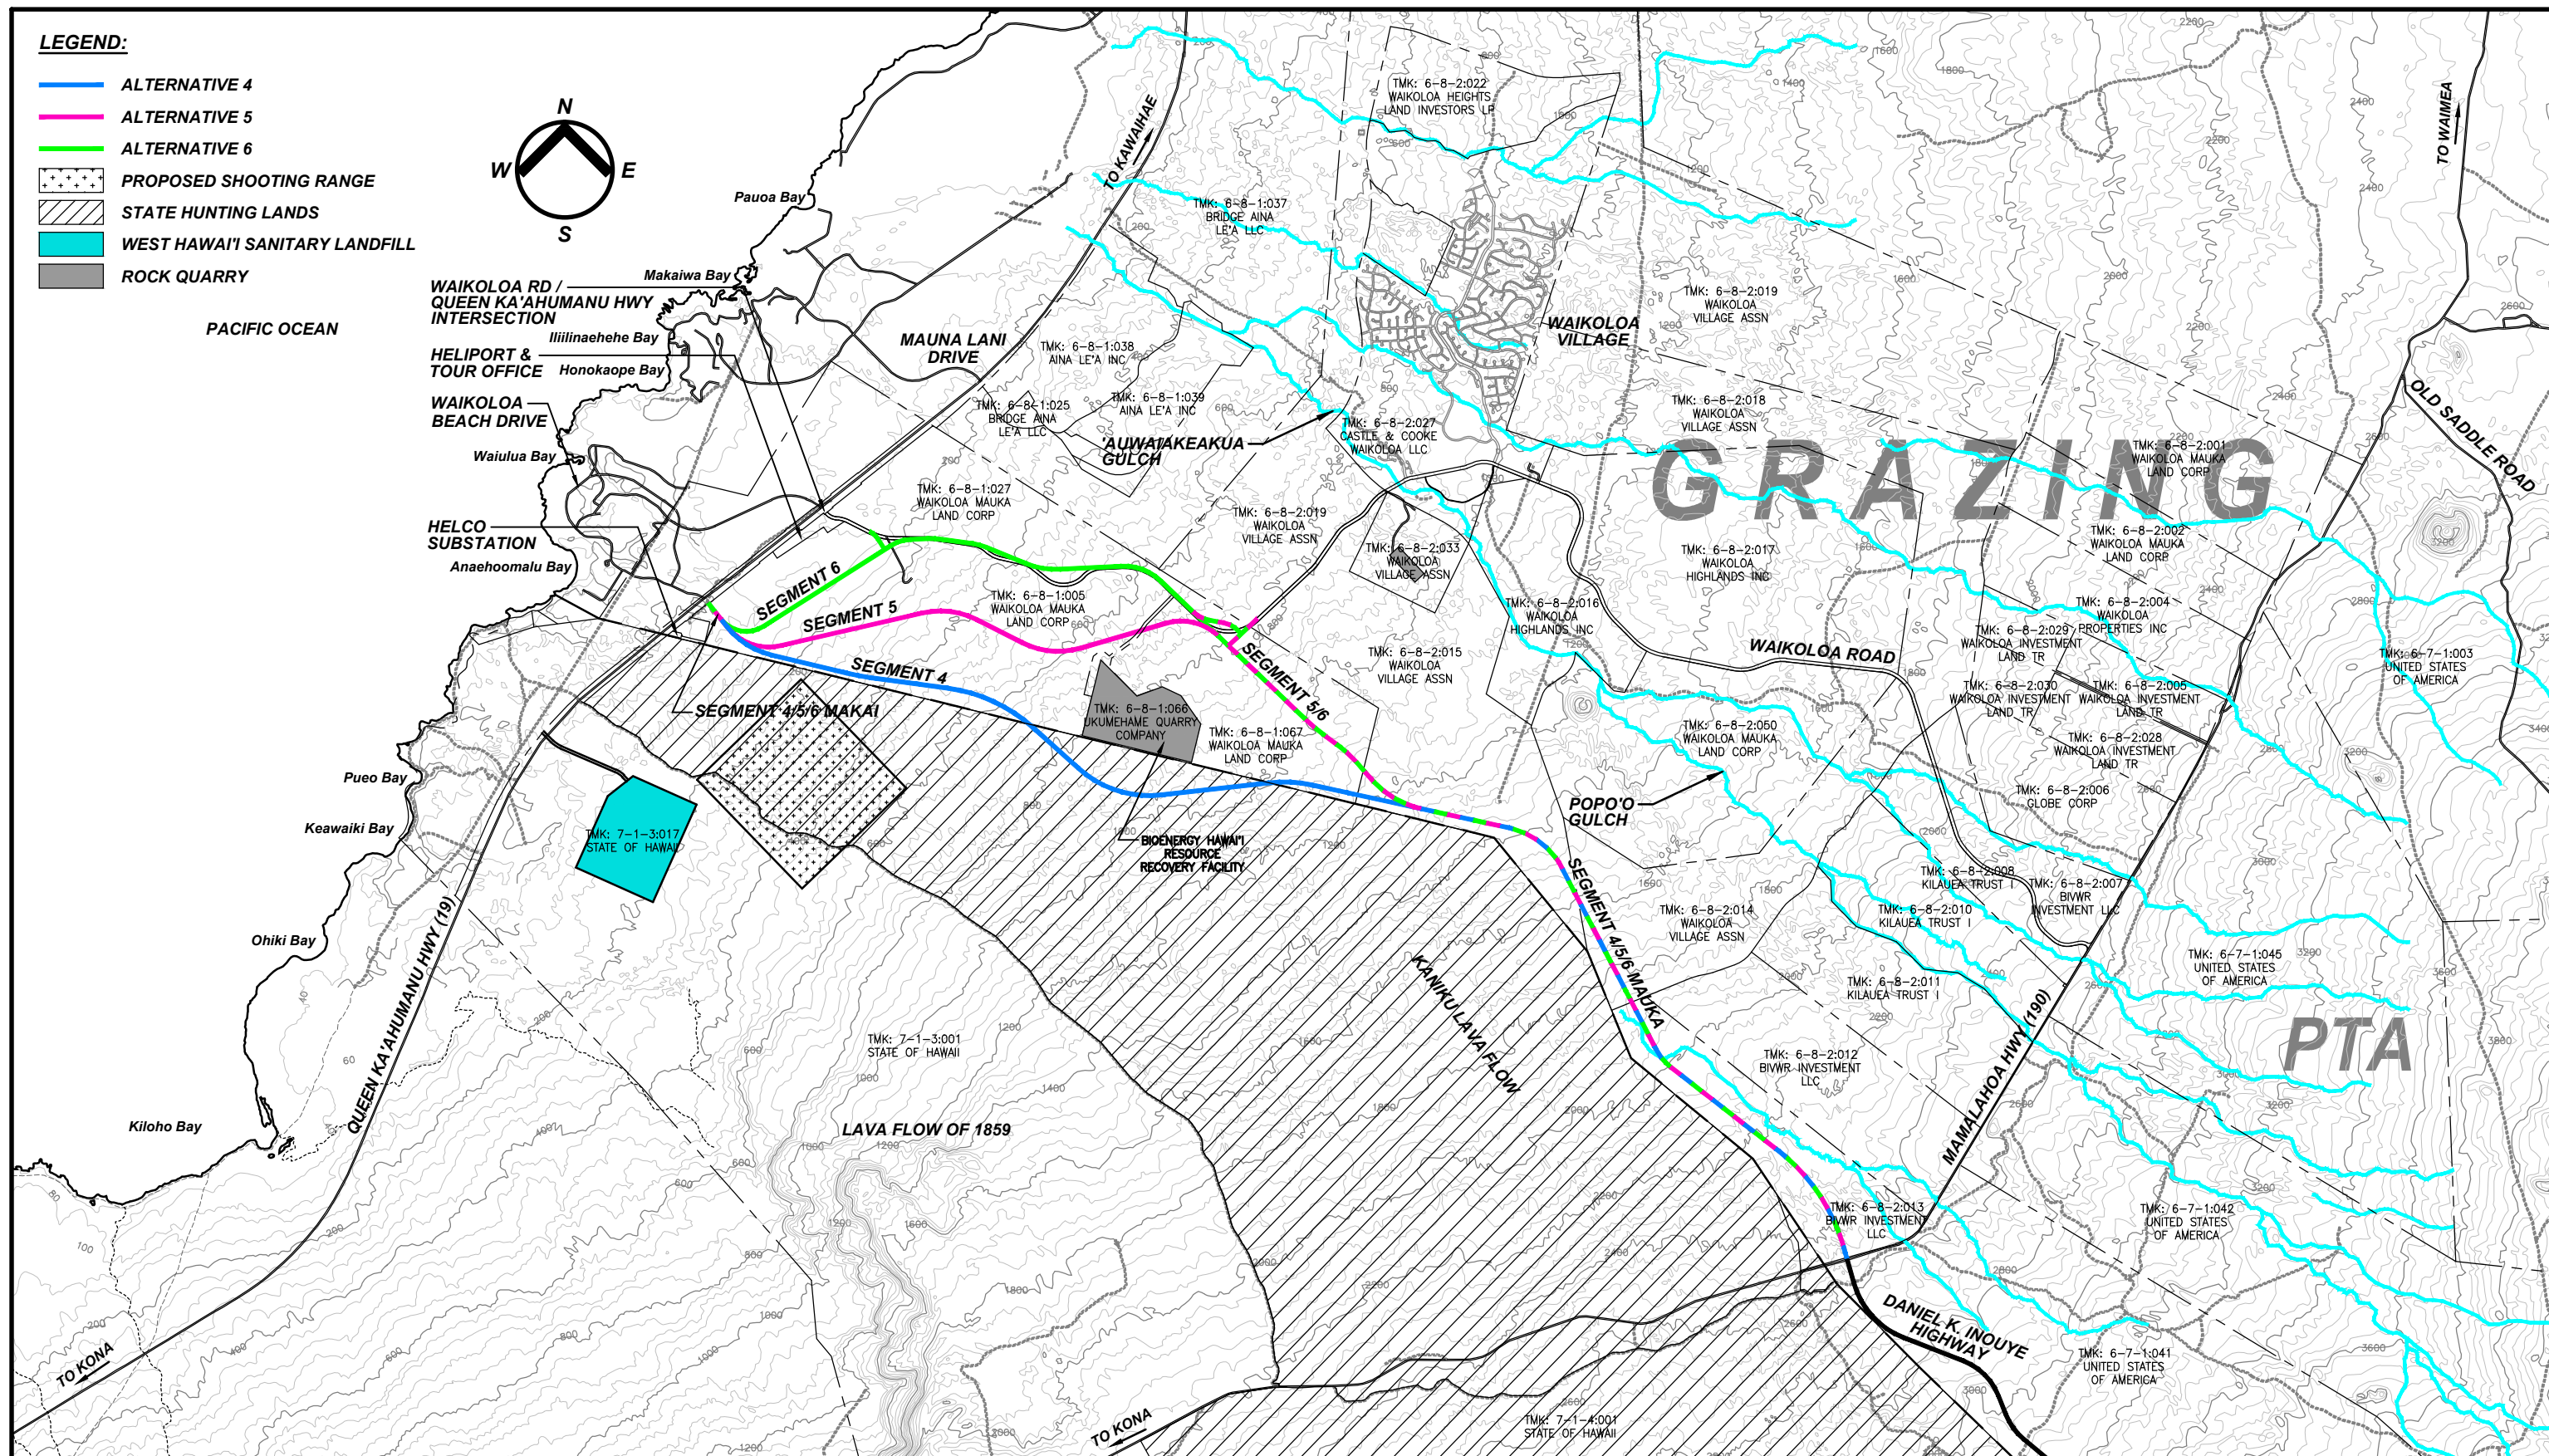 LEGEND:
ALTERNATIVE 4
ALTERNATIVE 5
ALTERNATIVE 6
PROPOSED SHOOTING RANGE
STATE HUNTING LANDS
WEST HAWAI'I SANITARY LANDFILL
ROCK QUARRY
PACIFIC OCEAN
N
W
E
S
Pauoa Bay
Makaiwa Bay
WAIKOLOA RD /
QUEEN KA'AHUMANU HWY
INTERSECTION
Iliilinaehehe Bay
HELIPORT &
TOUR OFFICE
Honokaope Bay
WAIKOLOA
BEACH DRIVE
Waiulua Bay
HELCO
SUBSTATION
Anaehoomalu Bay
Pueo Bay
Keawaiki Bay
Ohiki Bay
Kiloho Bay
QUEEN KA'AHUMANU HWY (19)
TO KONA
TO KAWAIHAE
MAUNA LANI
DRIVE
TMK: 6-8-2:022
WAIKOLOA HEIGHTS
LAND INVESTORS LP
TMK: 6-8-1:037
BRIDGE AINA
LE'A LLC
TMK: 6-8-1:038
AINA LE'A INC
TMK: 6-8-1:039
AINA LE'A INC
TMK: 6-8-1:025
BRIDGE AINA
LE'A LLC
'AUWAIAKEAKUA
GULCH
TMK: 6-8-2:027
CASTLE & COOKE
WAIKOLOA LLC
WAIKOLOA
VILLAGE
TMK: 6-8-2:019
WAIKOLOA
VILLAGE ASSN
TMK: 6-8-2:018
WAIKOLOA
VILLAGE ASSN
GRAZING
TO WAIMEA
OLD SADDLE ROAD
TMK: 6-8-2:001
WAIKOLOA MAUKA
LAND CORP
TMK: 6-8-2:002
WAIKOLOA MAUKA
LAND CORP
TMK: 6-8-1:027
WAIKOLOA MAUKA
LAND CORP
TMK: 6-8-2:019
WAIKOLOA
VILLAGE ASSN
TMK: 6-8-2:033
WAIKOLOA
VILLAGE ASSN
TMK: 6-8-2:017
WAIKOLOA
HIGHLANDS INC
TMK: 6-8-2:004
WAIKOLOA
PROPERTIES INC
TMK: 6-8-2:029
WAIKOLOA INVESTMENT
LAND TR
TMK: 6-7-1:003
UNITED STATES
OF AMERICA
SEGMENT 6
SEGMENT 5
SEGMENT 4
TMK: 6-8-1:005
WAIKOLOA MAUKA
LAND CORP
TMK: 6-8-2:016
WAIKOLOA
HIGHLANDS INC
TMK: 6-8-2:015
WAIKOLOA
VILLAGE ASSN
WAIKOLOA ROAD
TMK: 6-8-2:030
WAIKOLOA INVESTMENT
LAND TR
TMK: 6-8-2:005
WAIKOLOA INVESTMENT
LAND TR
SEGMENT 5/6
SEGMENT 4/5/6 MAKAI
TMK: 6-8-1:066
UKUMEHAME QUARRY
COMPANY
TMK: 6-8-1:067
WAIKOLOA MAUKA
LAND CORP
TMK: 6-8-2:050
WAIKOLOA MAUKA
LAND CORP
TMK: 6-8-2:028
WAIKOLOA INVESTMENT
LAND TR
TMK: 6-8-2:006
GLOBE CORP
POPO'O
GULCH
TMK: 7-1-3:017
STATE OF HAWAII
BIOENERGY HAWAI'I
RESOURCE
RECOVERY FACILITY
SEGMENT 4/5/6 MAUKA
TMK: 6-8-2:008
KILAUEA TRUST I
TMK: 6-8-2:007
BIVWR
INVESTMENT LLC
TMK: 6-8-2:014
WAIKOLOA
VILLAGE ASSN
TMK: 6-8-2:010
KILAUEA TRUST I
TMK: 6-8-2:011
KILAUEA TRUST I
TMK: 6-7-1:045
UNITED STATES
OF AMERICA
KANIKU LAVA FLOW
PTA
TMK: 7-1-3:001
STATE OF HAWAII
LAVA FLOW OF 1859
TMK: 6-8-2:012
BIVWR INVESTMENT
LLC
MAMALAHOA HWY (190)
TMK: 6-8-2:013
BIVWR INVESTMENT
LLC
TMK: 6-7-1:042
UNITED STATES
OF AMERICA
DANIEL K. INOUYE
HIGHWAY
TMK: 6-7-1:041
UNITED STATES
OF AMERICA
TO KONA
TMK: 7-1-4:001
STATE OF HAWAII